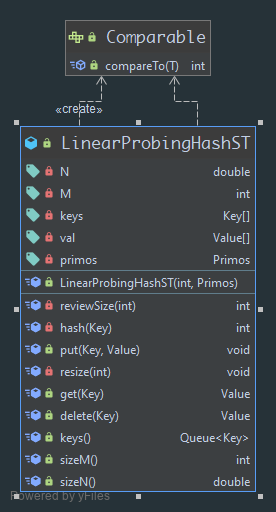 Comparable
compareTo(T) int
«create»
LinearProbingHashST
N double
M int
keys Key[]
val Value[]
primos Primos
LinearProbingHashST(int, Primos)
reviewSize(int) int
hash(Key) int
put(Key, Value) void
resize(int) void
get(Key) Value
delete(Key) Value
keys() Queue<Key>
sizeM() int
sizeN() double
Powered by yFiles